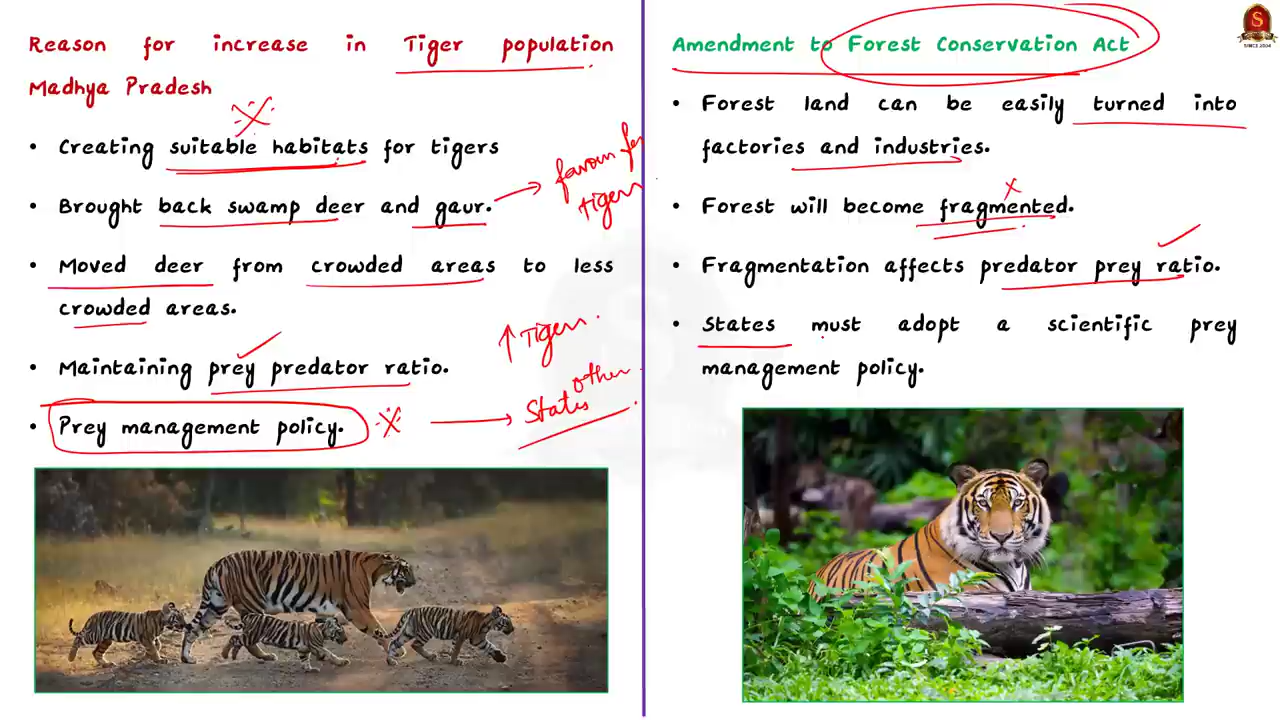 Reason for increase in Tiger population
Madhya Pradesh
• Creating suitable habitats for tigers
• Brought back swamp deer and gaur.
• Moved deer from crowded areas to less
crowded areas.
• Maintaining prey predator ratio.
• Prey management policy.
favour
tigers
↑ Tigers.
other
States
Amendment to Forest Conservation Act
• Forest land can be easily turned into
factories and industries.
• Forest will become fragmented.
• Fragmentation affects predator prey ratio.
• States must adopt a scientific prey
management policy.
S
SINCE 2004